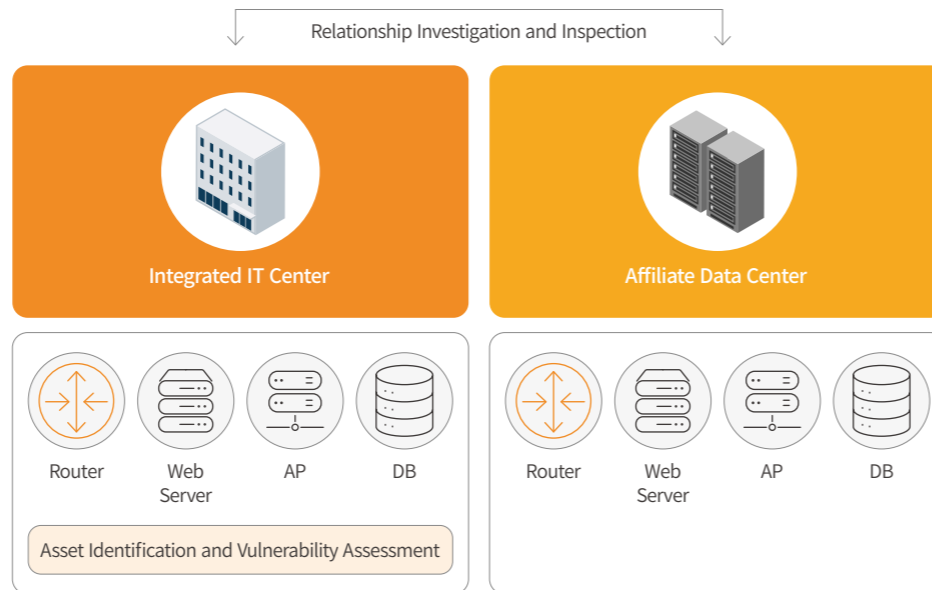 Relationship Investigation and Inspection
Integrated IT Center
Affiliate Data Center
Router
Web
Server
AP
DB
Router
Web
Server
AP
DB
Asset Identification and Vulnerability Assessment